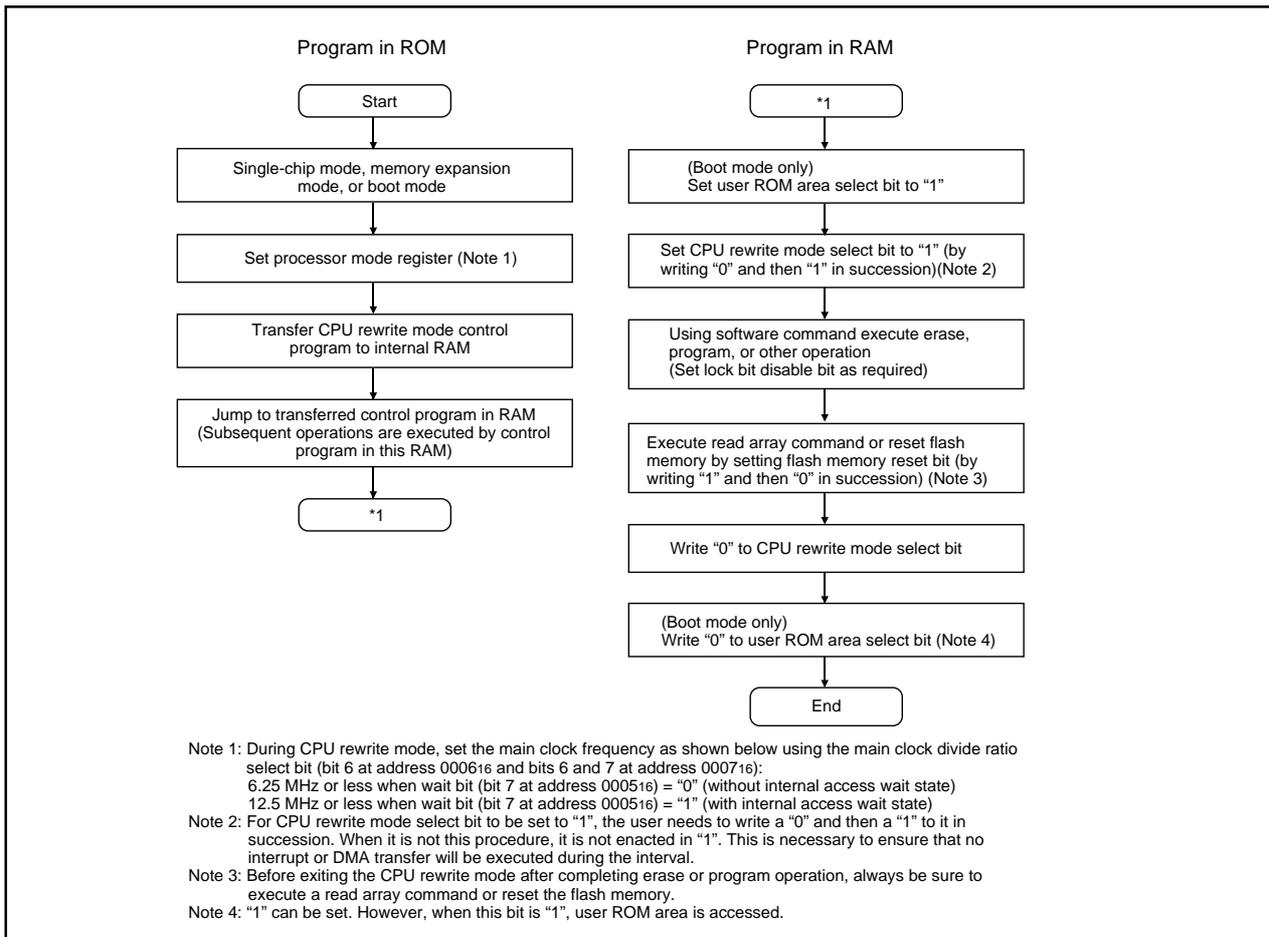 Program in ROM
Start
Single-chip mode, memory expansion
mode, or boot mode
Set processor mode register (Note 1)
Transfer CPU rewrite mode control
program to internal RAM
Jump to transferred control program in RAM
(Subsequent operations are executed by control
program in this RAM)
*1
Program in RAM
*1
(Boot mode only)
Set user ROM area select bit to “1”
Set CPU rewrite mode select bit to “1” (by
writing “0” and then “1” in succession)(Note 2)
Using software command execute erase,
program, or other operation
(Set lock bit disable bit as required)
Execute read array command or reset flash
memory by setting flash memory reset bit (by
writing “1” and then “0” in succession) (Note 3)
Write “0” to CPU rewrite mode select bit
(Boot mode only)
Write “0” to user ROM area select bit (Note 4)
End
Note 1: During CPU rewrite mode, set the main clock frequency as shown below using the main clock divide ratio
select bit (bit 6 at address 000616 and bits 6 and 7 at address 000716):
6.25 MHz or less when wait bit (bit 7 at address 000516) = “0” (without internal access wait state)
12.5 MHz or less when wait bit (bit 7 at address 000516) = “1” (with internal access wait state)
Note 2: For CPU rewrite mode select bit to be set to “1”, the user needs to write a “0” and then a “1” to it in
succession. When it is not this procedure, it is not enacted in “1”. This is necessary to ensure that no
interrupt or DMA transfer will be executed during the interval.
Note 3: Before exiting the CPU rewrite mode after completing erase or program operation, always be sure to
execute a read array command or reset the flash memory.
Note 4: “1” can be set. However, when this bit is “1”, user ROM area is accessed.